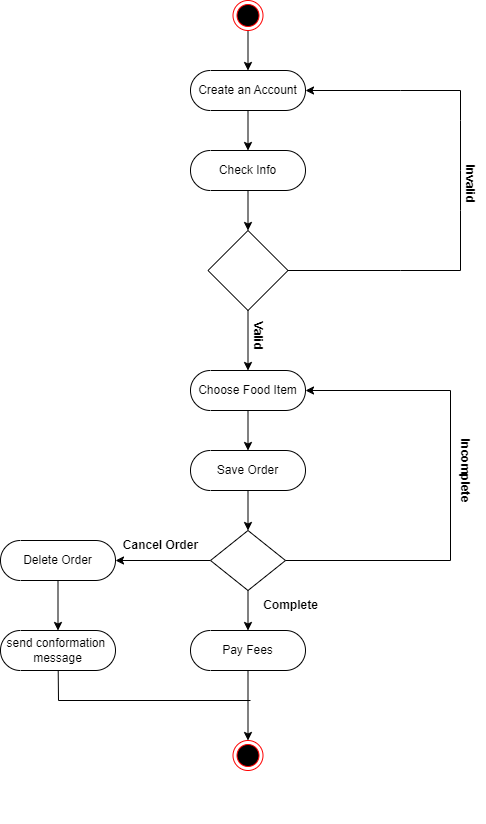 Create an Account
Check Info
Invalid
Valid
Choose Food Item
Save Order
Incomplete
Cancel Order
Delete Order
Complete
send conformation
message
Pay Fees